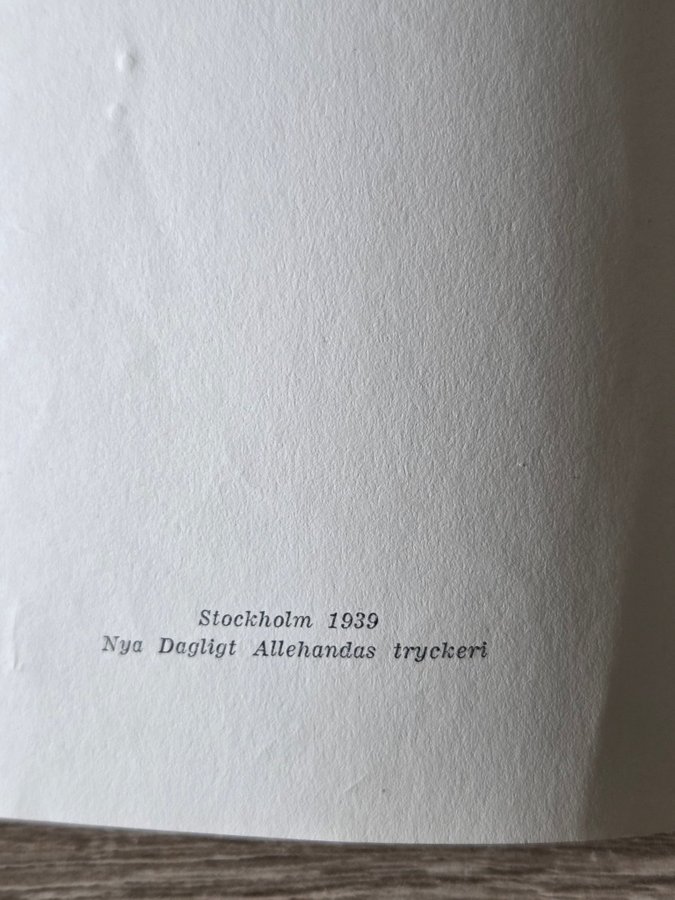 Stockholm 1939
Nya Dagligt Allehandas tryckeri